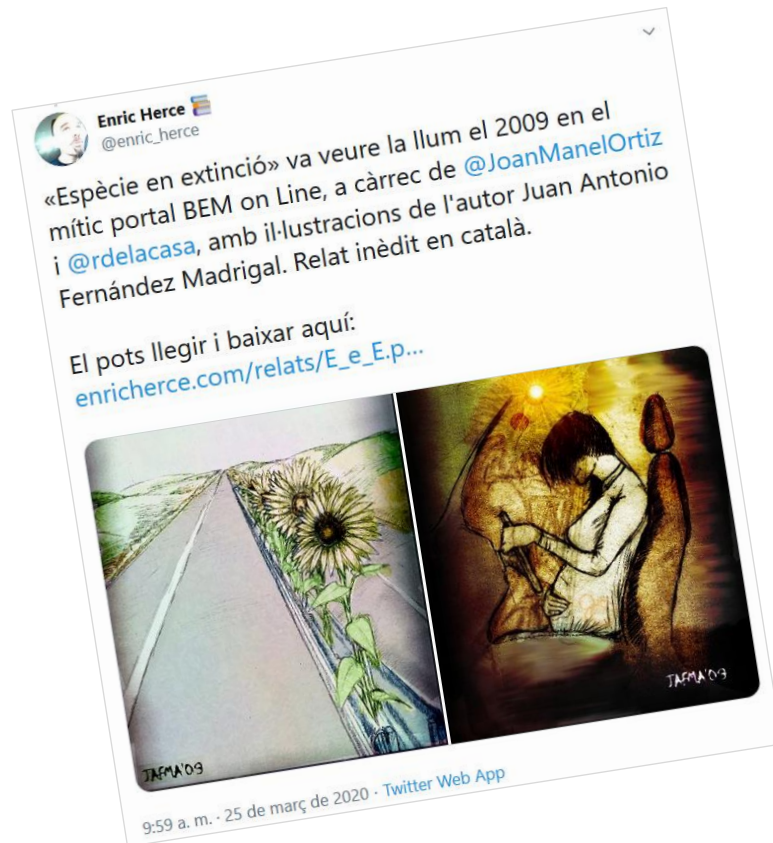 Enric Herce
@enric_herce
«Espècie en extinció» va veure la llum el 2009 en el
mític portal BEM on Line, a càrrec de @JoanManelOrtiz
i @rdelacasa, amb il·lustracions de l'autor Juan Antonio
Fernández Madrigal. Relat inèdit en català.
El pots llegir i baixar aquí:
enricherce.com/relats/E_e_E.p...
JAFMA'09
JAFMA'09
9:59 a. m. · 25 de març de 2020 · Twitter Web App